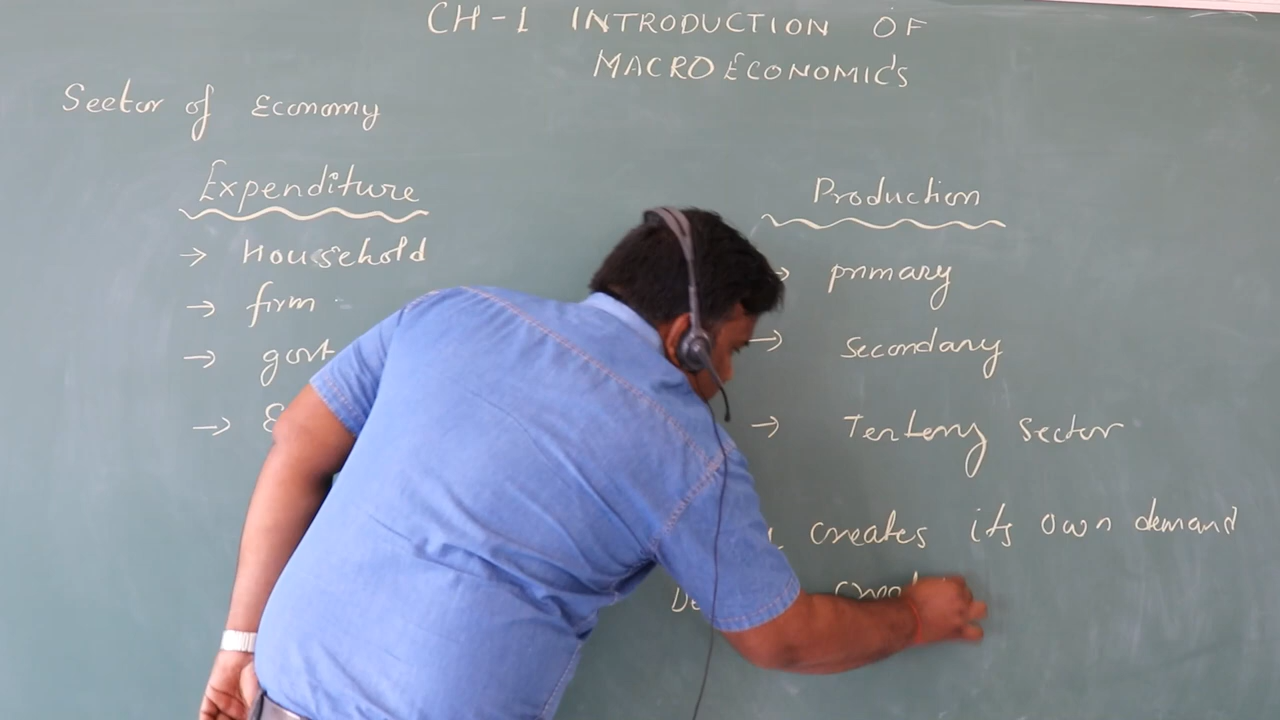 CH-1 INTRODUCTION OF
MACROECONOMICS
Sector of Economy
Expenditure
→ Household
→ firm
→ govt
→
Production
→ primary
→ Secondary
→ Tertery Sector
creates its own demand